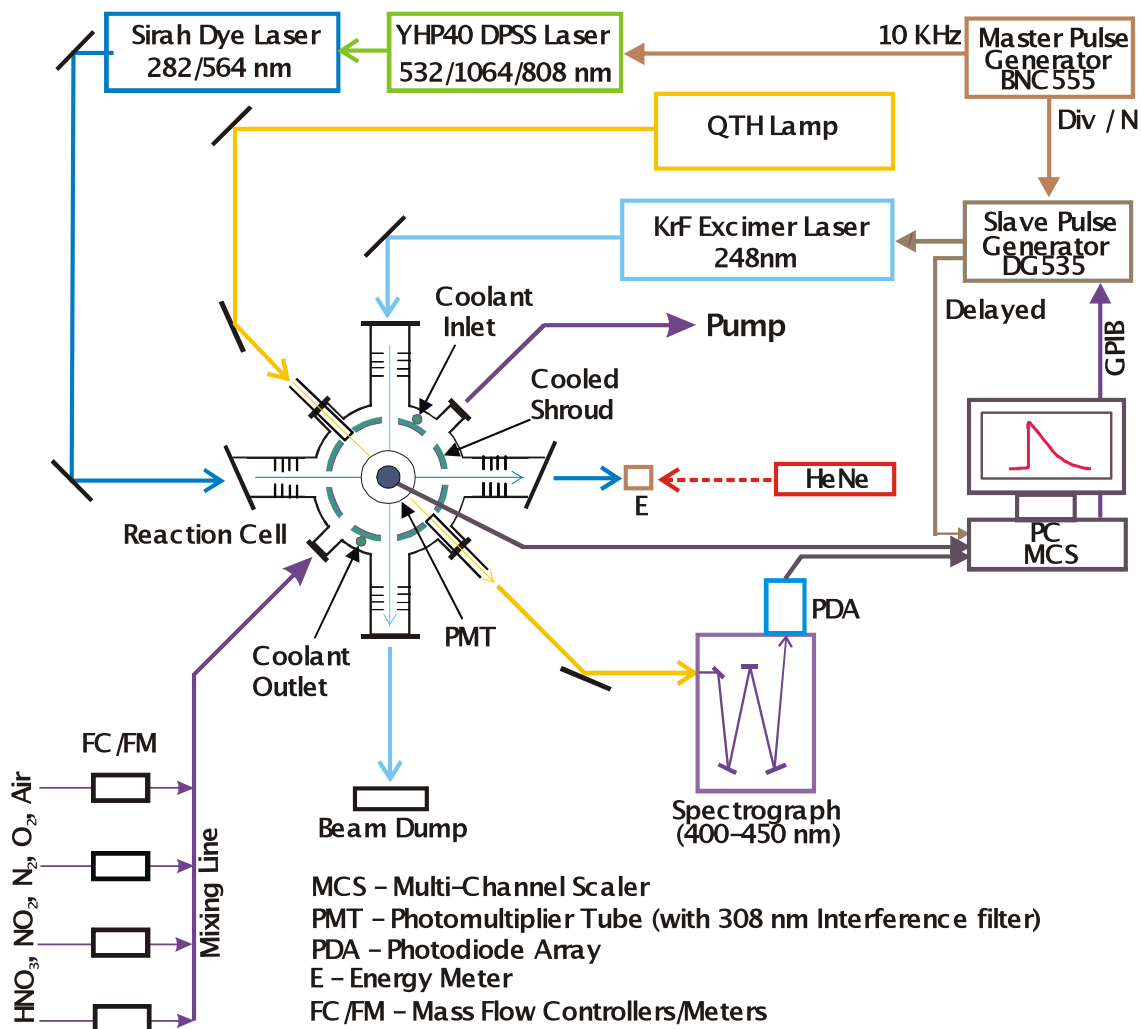 Sirah Dye Laser
282/564 nm
YHP40 DPSS Laser
532/1064/808 nm
10 KHz
Master Pulse
Generator
BNC555
Div / N
QTH Lamp
KrF Excimer Laser
248nm
Slave Pulse
Generator
DG535
Delayed
GPIB
Coolant
Inlet
Pump
Cooled
Shroud
HeNe
E
Reaction Cell
PC
MCS
PDA
PMT
Coolant
Outlet
FC/FM
Spectrograph
(400–450 nm)
Beam Dump
Mixing Line
HNO₃, NO₂, N₂, O₂, Air
MCS – Multi-Channel Scaler
PMT – Photomultiplier Tube (with 308 nm Interference filter)
PDA – Photodiode Array
E – Energy Meter
FC/FM – Mass Flow Controllers/Meters